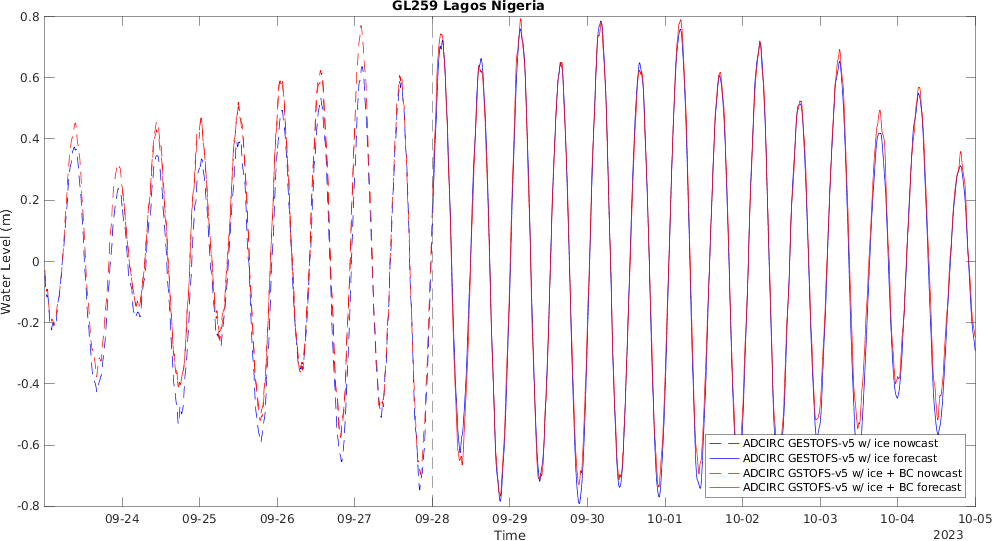 GL259 Lagos Nigeria
0.8
0.6
0.4
0.2
0
-0.2
-0.4
-0.6
-0.8
Water Level (m)
ADCIRC GESTOFS-v5 w/ ice nowcast
ADCIRC GESTOFS-v5 w/ ice forecast
ADCIRC GSTOFS-v5 w/ ice + BC nowcast
ADCIRC GSTOFS-v5 w/ ice + BC forecast
09-24 09-25 09-26 09-27 09-28 09-29 09-30 10-01 10-02 10-03 10-04 10-05
Time
2023